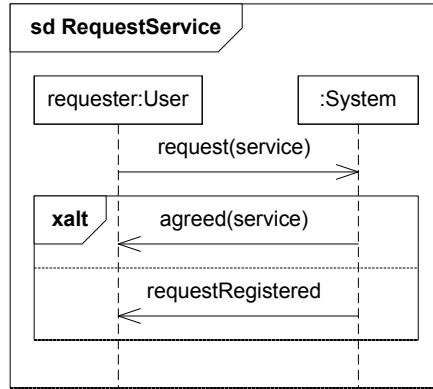 sd RequestService
requester:User
:System
request(service)
xalt
agreed(service)
requestRegistered